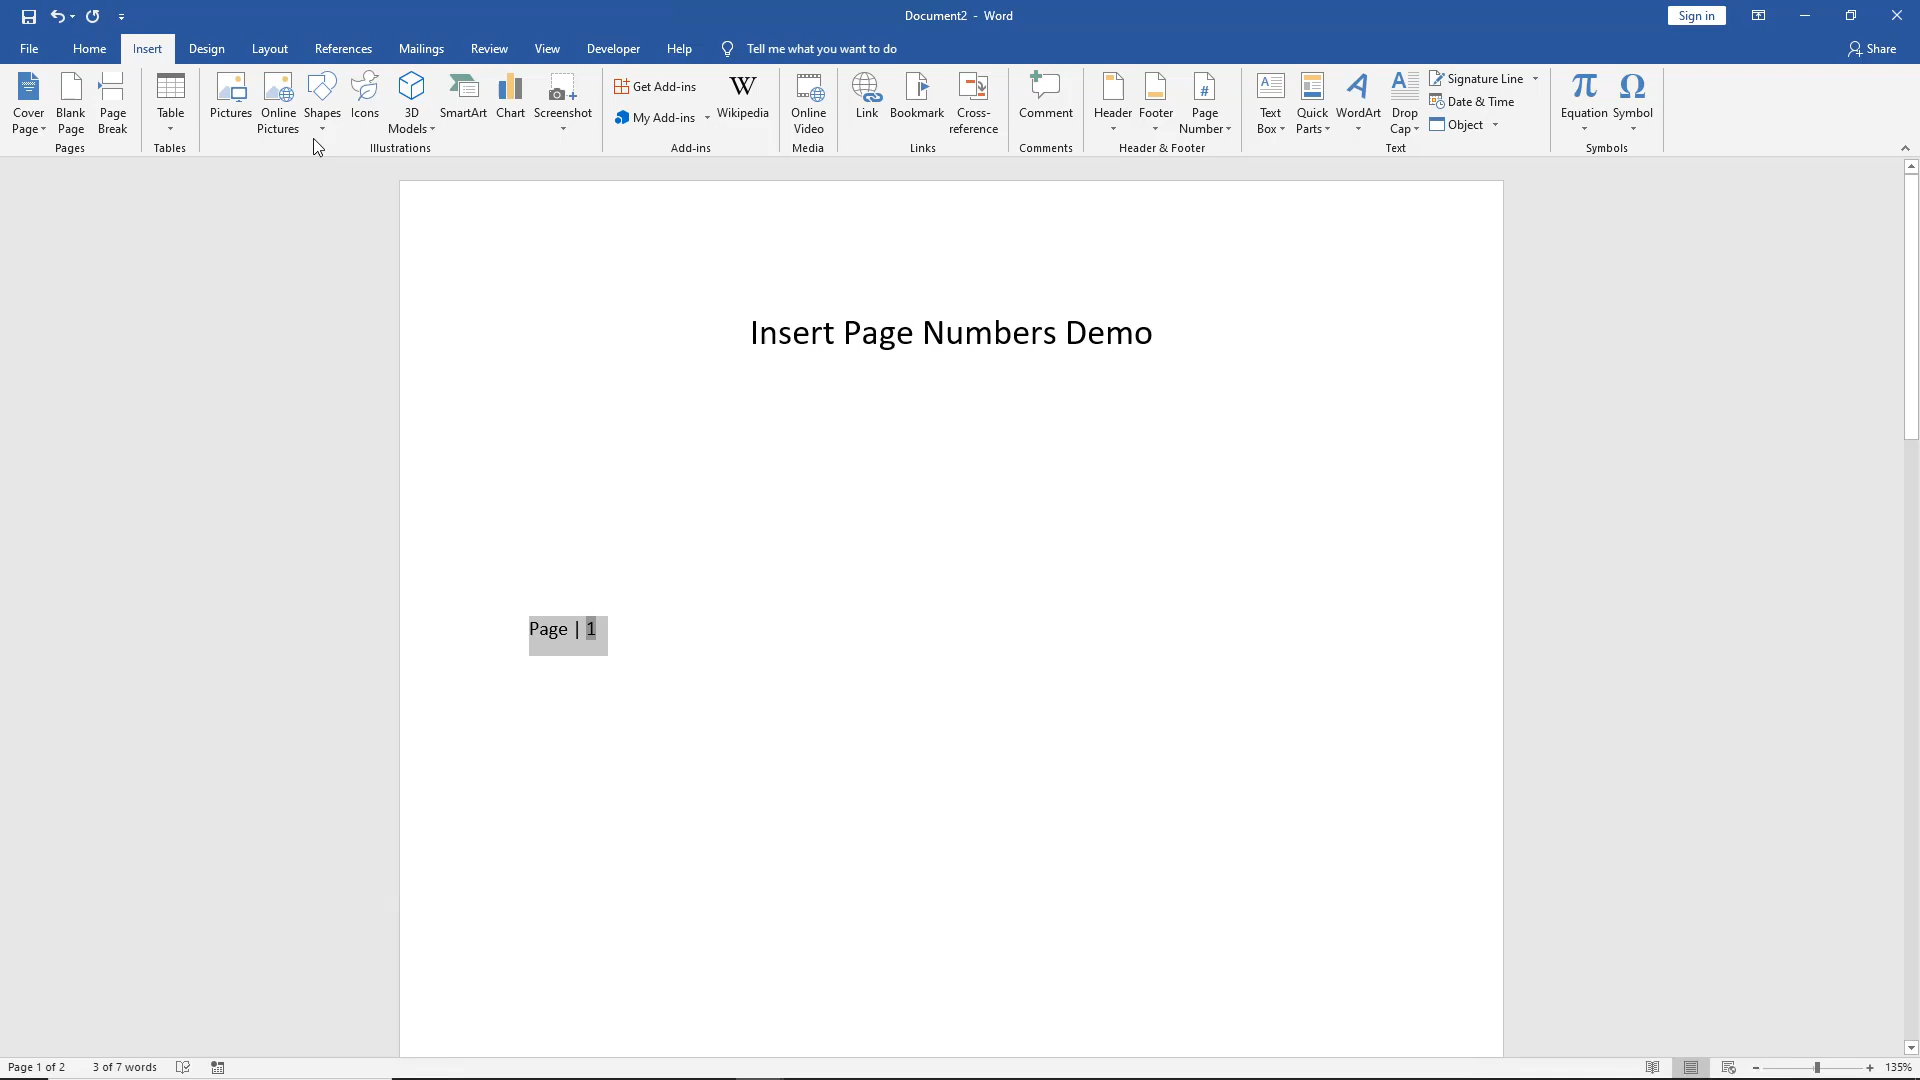 Document2 - Word
Sign in
File Home Insert Design Layout References Mailings Review View Developer Help Tell me what you want to do Share
Cover Page
Blank Page
Page Break
Pages
Table
Tables
Pictures
Online Pictures
Shapes
Icons
3D Models
SmartArt
Chart
Screenshot
Illustrations
Get Add-ins
My Add-ins
W
Wikipedia
Add-ins
Online Video
Media
Link
Bookmark
Cross-reference
Links
Comment
Comments
Header
Footer
#
Page Number
Header & Footer
A
Text Box
Quick Parts
A
WordArt
A
Drop Cap
Signature Line
Date & Time
Object
Text
π
Equation
Ω
Symbol
Symbols
Insert Page Numbers Demo
Page | 1
Page 1 of 2 3 of 7 words
135%